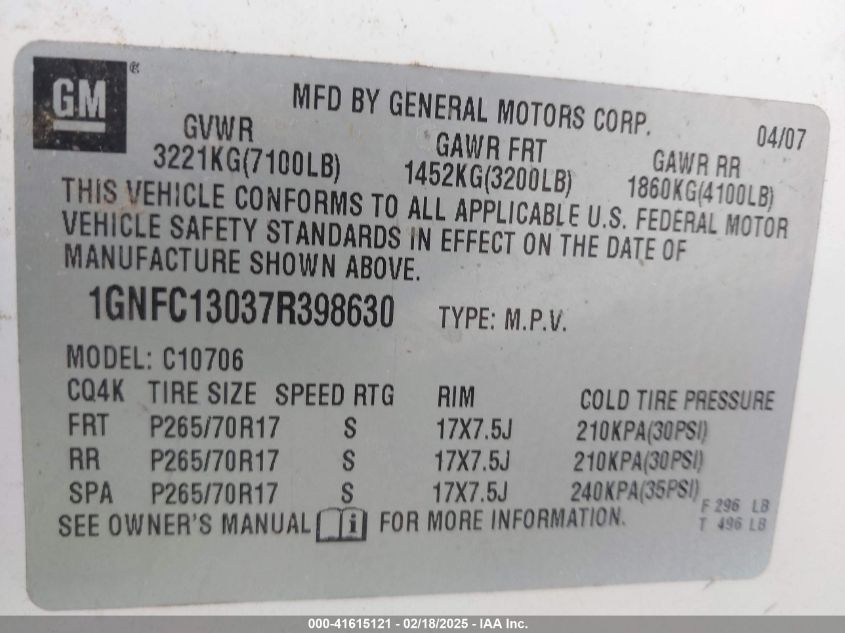 GM ®
MFD BY GENERAL MOTORS CORP.
04/07
GVWR GAWR FRT GAWR RR
3221KG(7100LB) 1452KG(3200LB) 1860KG(4100LB)
THIS VEHICLE CONFORMS TO ALL APPLICABLE U.S. FEDERAL MOTOR
VEHICLE SAFETY STANDARDS IN EFFECT ON THE DATE OF
MANUFACTURE SHOWN ABOVE.
1GNFC13037R398630 TYPE: M.P.V.
MODEL: C10706
CQ4K TIRE SIZE SPEED RTG RIM COLD TIRE PRESSURE
FRT P265/70R17 S 17X7.5J 210KPA(30PSI)
RR P265/70R17 S 17X7.5J 210KPA(30PSI)
SPA P265/70R17 S 17X7.5J 240KPA(35PSI)
F 296 LB
SEE OWNER'S MANUAL i FOR MORE INFORMATION.
T 496 LB
000-41615121 - 02/18/2025 - IAA Inc.